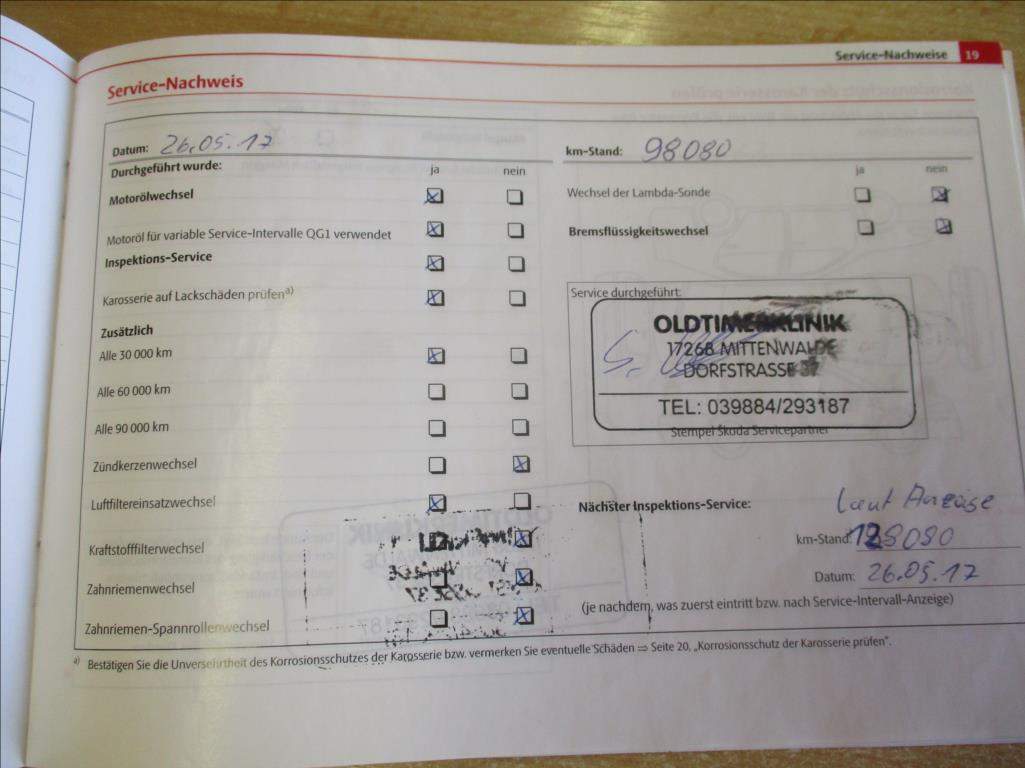 Service-Nachweise 19
Service-Nachweis
Datum: 26.05.17
km-Stand: 98080
Durchgeführt wurde:
ja nein
Motorölwechsel
Motoröl für variable Service-Intervalle QG1 verwendet
Inspektions-Service
Karosserie auf Lackschäden prüfen a)
Zusätzlich
Alle 30 000 km
Alle 60 000 km
Alle 90 000 km
Zündkerzenwechsel
Luftfiltereinsatzwechsel
Kraftstofffilterwechsel
Zahnriemenwechsel
Zahnriemen-Spannrollenwechsel
ja nein
Wechsel der Lambda-Sonde
Bremsflüssigkeitswechsel
Service durchgeführt:
OLDTIMERKLINIK
17268 MITTENWALDE
DORFSTRASSE 37
TEL: 039884/293187
Stempel Škoda Servicepartner
Nächster Inspektions-Service:
Laut Anzeige
km-Stand: 128080
Datum: 26.05.17
(je nachdem, was zuerst eintritt bzw. nach Service-Intervall-Anzeige)
a) Bestätigen Sie die Unversehrtheit des Korrosionsschutzes der Karosserie bzw. vermerken Sie eventuelle Schäden ⇒ Seite 20, „Korrosionsschutz der Karosserie prüfen".